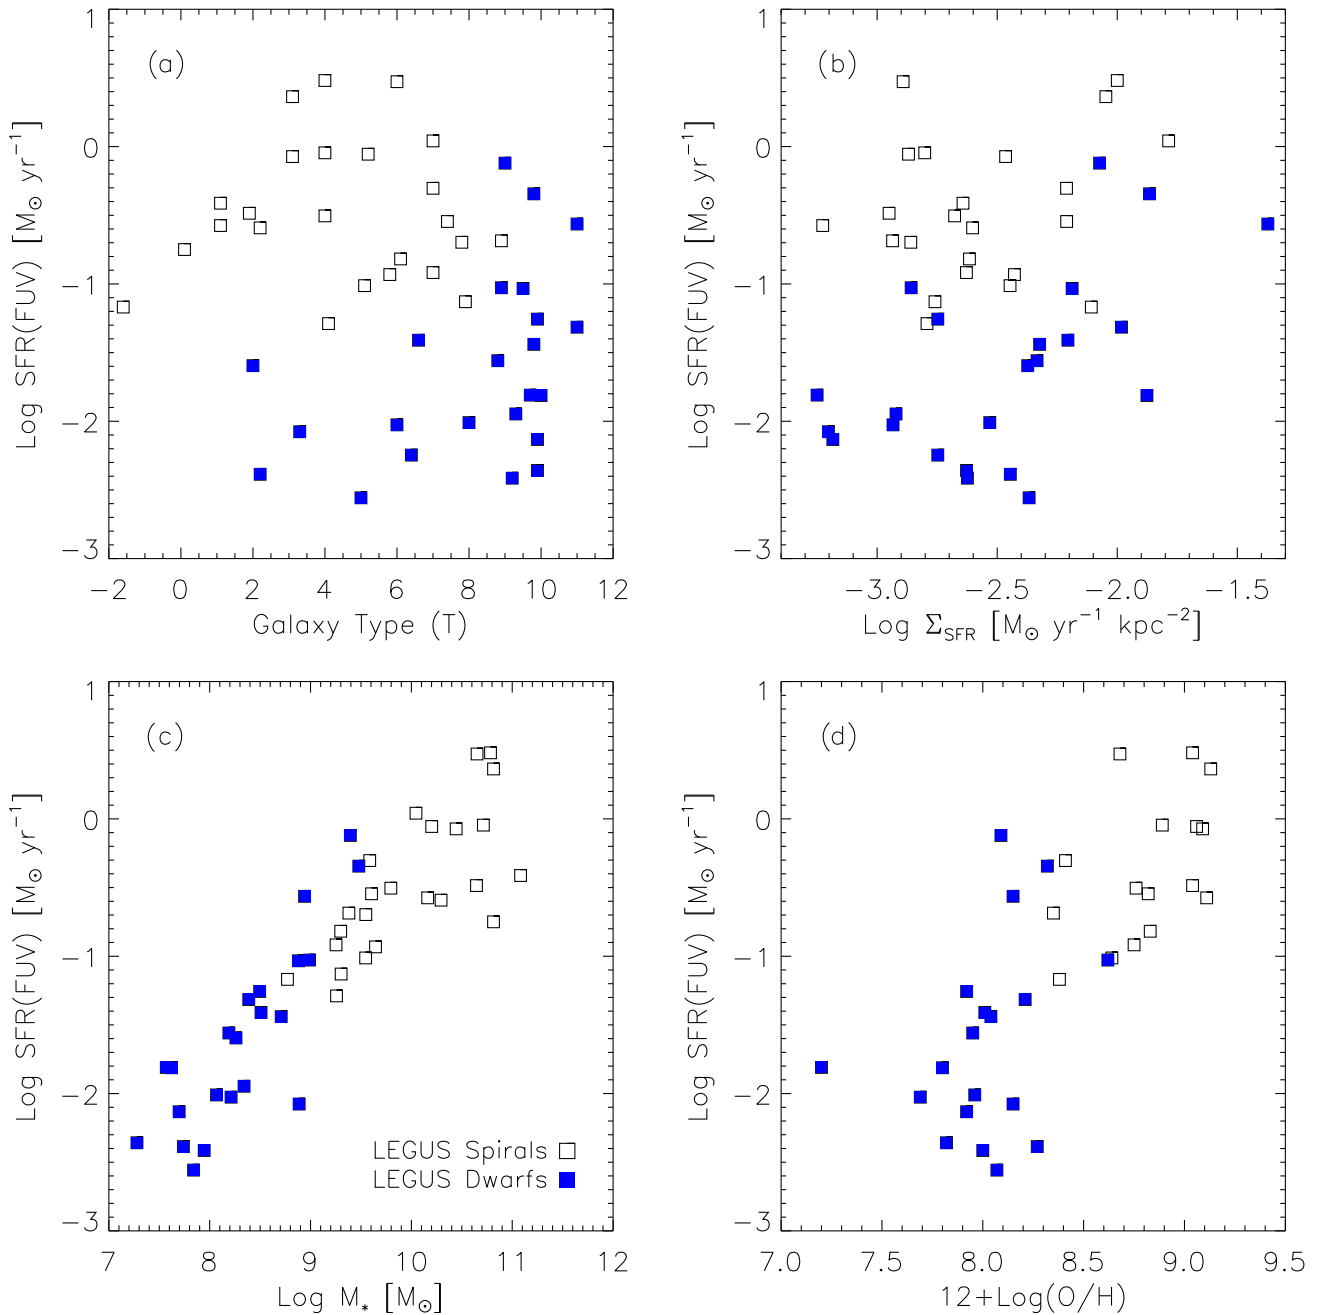 (a)
1
0
−1
−2
−3
Log SFR(FUV) [M⊙ yr⁻¹]
−2 0 2 4 6 8 10 12
Galaxy Type (T)
(b)
1
0
−1
−2
−3
Log SFR(FUV) [M⊙ yr⁻¹]
−3.0 −2.5 −2.0 −1.5
Log Σ_SFR [M⊙ yr⁻¹ kpc⁻²]
(c)
1
0
−1
−2
−3
Log SFR(FUV) [M⊙ yr⁻¹]
LEGUS Spirals
LEGUS Dwarfs
7 8 9 10 11 12
Log M* [M⊙]
(d)
1
0
−1
−2
−3
Log SFR(FUV) [M⊙ yr⁻¹]
7.0 7.5 8.0 8.5 9.0 9.5
12+Log(O/H)